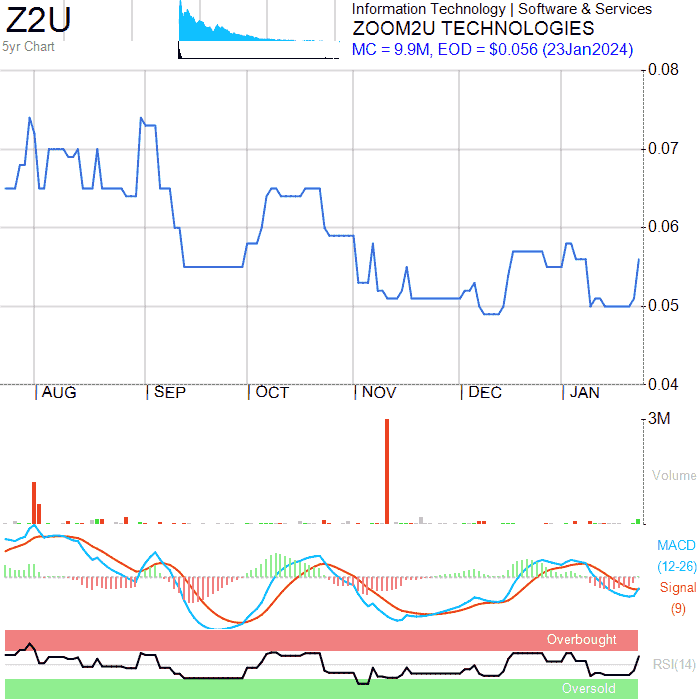 Z2U
5yr Chart
Information Technology | Software & Services
ZOOM2U TECHNOLOGIES
MC = 9.9M, EOD = $0.056 (23Jan2024)
0.08
0.07
0.06
0.05
0.04
AUG SEP OCT NOV DEC JAN
3M
Volume
MACD
(12-26)
Signal
(9)
Overbought
RSI(14)
Oversold